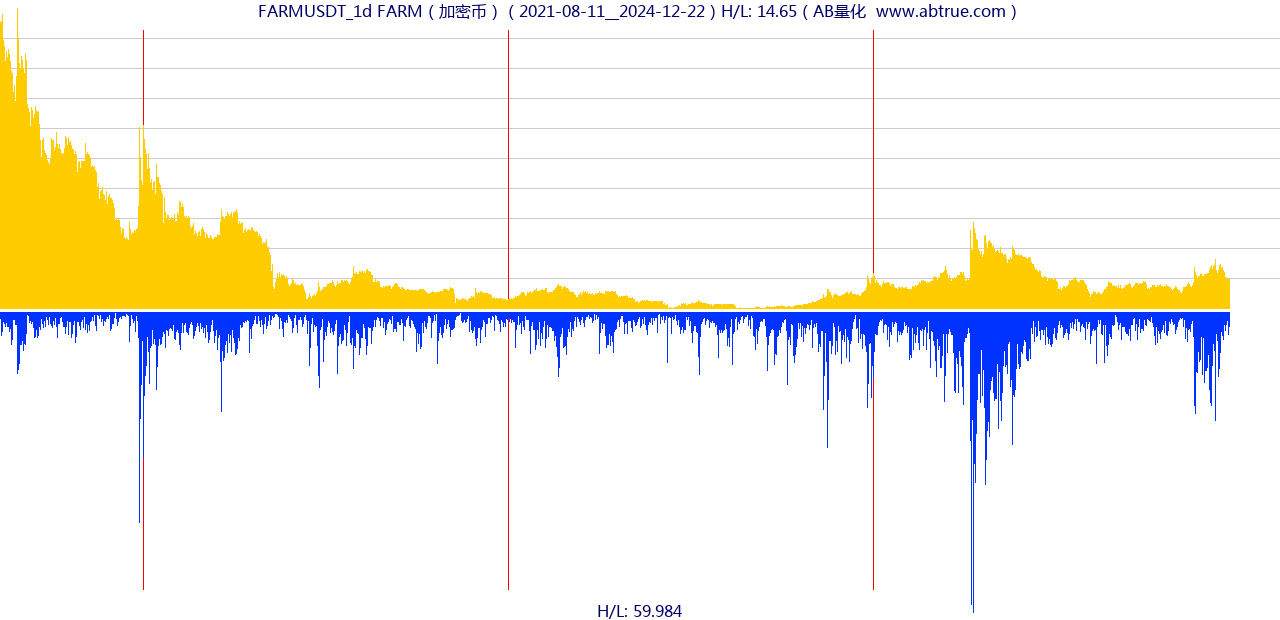 FARMUSDT_1d FARM ( 加密币 ) ( 2021-08-11__2024-12-22 ) H/L: 14.65 ( AB量化  www.abtrue.com )
H/L: 59.984